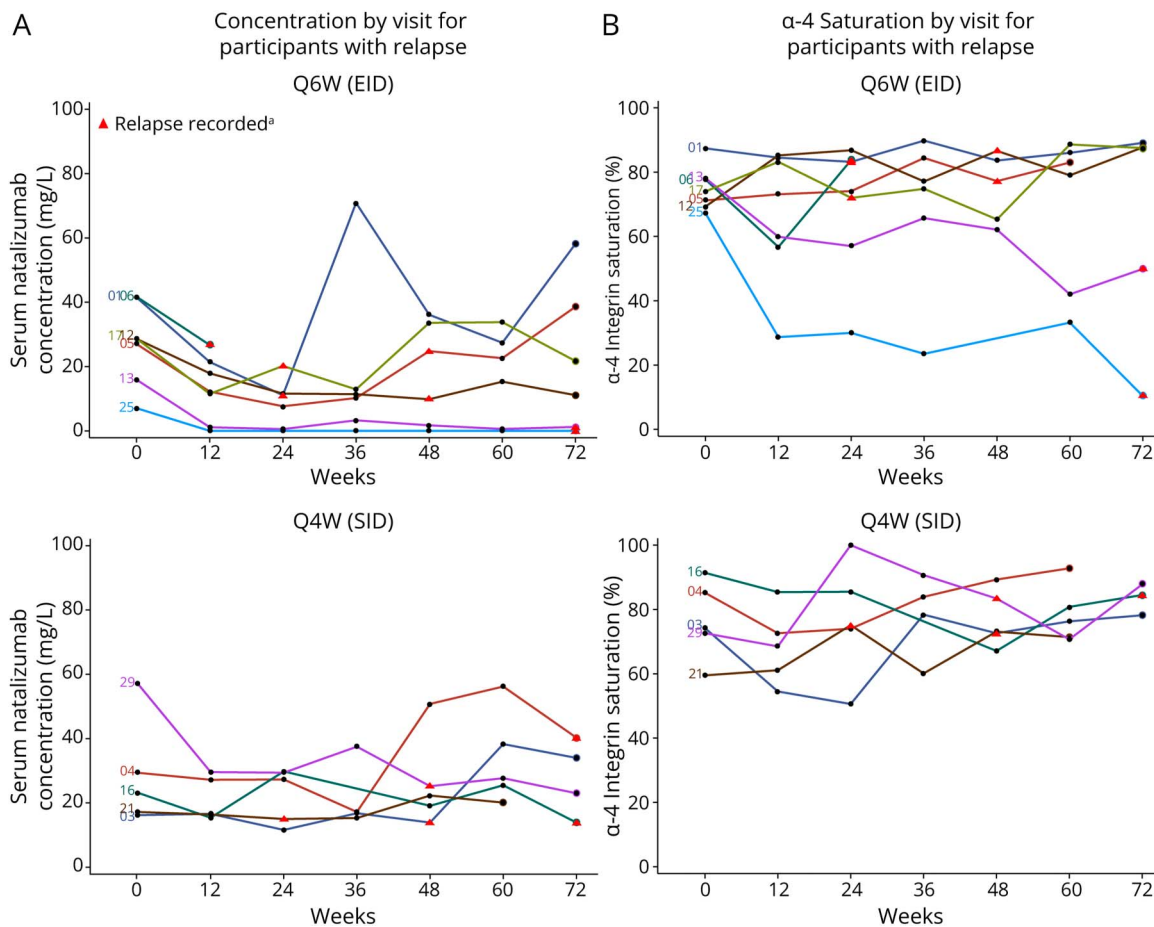 A
Concentration by visit for
participants with relapse
Q6W (EID)
Serum natalizumab
concentration (mg/L)
100
80
60
40
20
0
▲ Relapse recordedᵃ
01
06
17
12
05
13
25
0 12 24 36 48 60 72
Weeks
Q4W (SID)
Serum natalizumab
concentration (mg/L)
100
80
60
40
20
0
29
04
16
21
03
0 12 24 36 48 60 72
Weeks
B
α-4 Saturation by visit for
participants with relapse
Q6W (EID)
α-4 Integrin saturation (%)
100
80
60
40
20
0
01
13
06
17
05
12
25
0 12 24 36 48 60 72
Weeks
Q4W (SID)
α-4 Integrin saturation (%)
100
80
60
40
20
0
16
04
03
29
21
0 12 24 36 48 60 72
Weeks